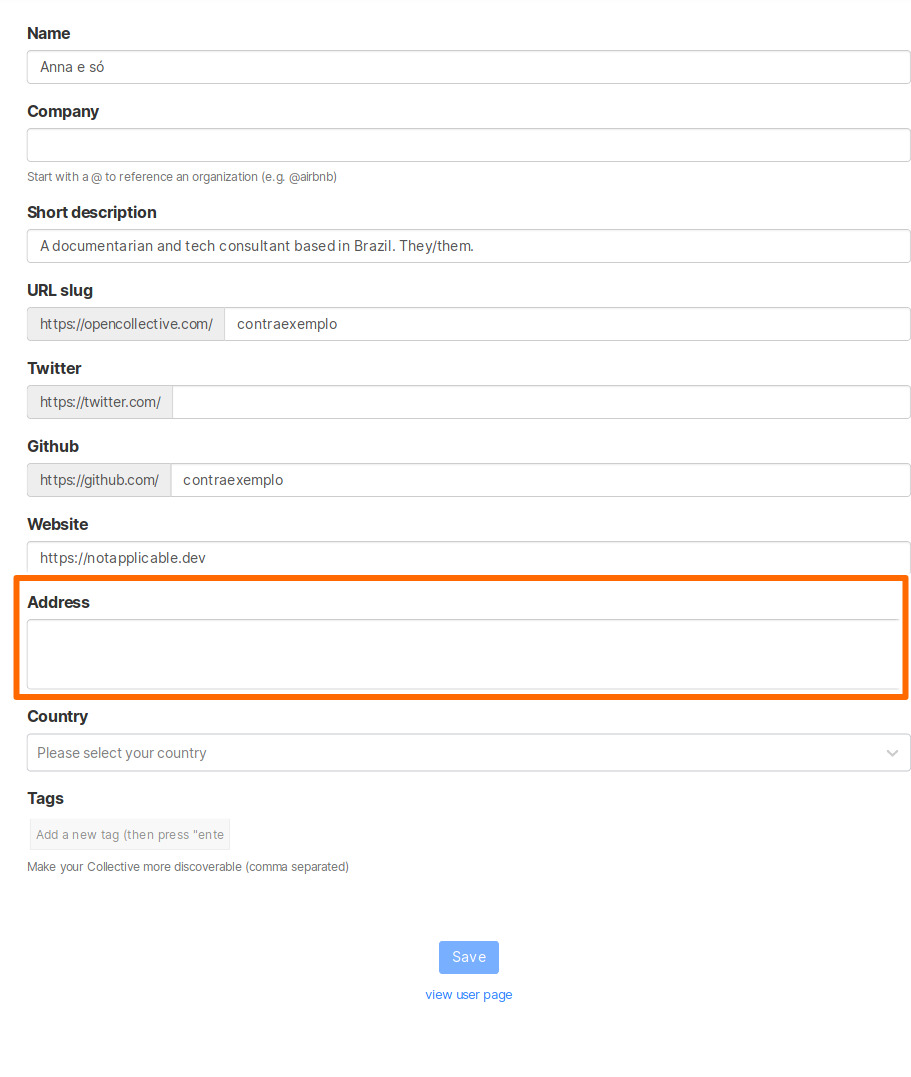 Name
Anna e só
Company
Start with a @ to reference an organization (e.g. @airbnb)
Short description
A documentarian and tech consultant based in Brazil. They/them.
URL slug
https://opencollective.com/ contraexemplo
Twitter
https://twitter.com/
Github
https://github.com/ contraexemplo
Website
https://notapplicable.dev
Address
Country
Please select your country
Tags
Add a new tag (then press "ente
Make your Collective more discoverable (comma separated)
Save
view user page